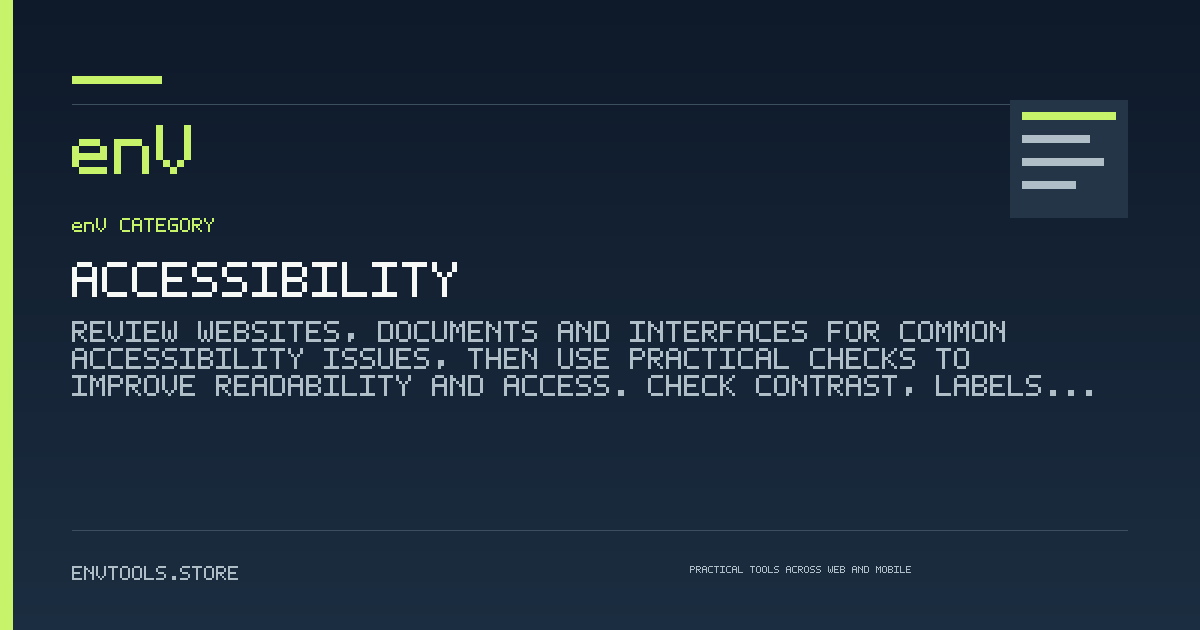 enV
enV CATEGORY
ACCESSIBILITY
REVIEW WEBSITES, DOCUMENTS AND INTERFACES FOR COMMON
ACCESSIBILITY ISSUES, THEN USE PRACTICAL CHECKS TO
IMPROVE READABILITY AND ACCESS. CHECK CONTRAST, LABELS...
ENVTOOLS.STORE
PRACTICAL TOOLS ACROSS WEB AND MOBILE